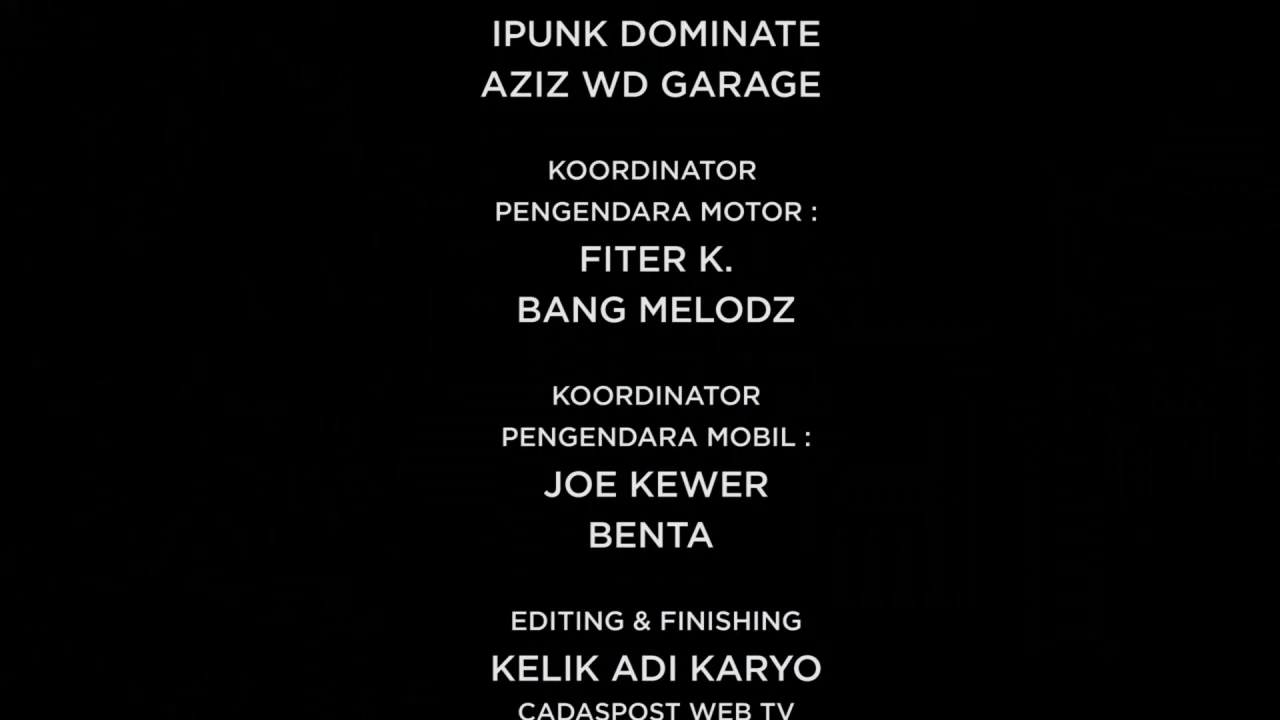 IPUNK DOMINATE
AZIZ WD GARAGE
KOORDINATOR
PENGENDARA MOTOR :
FITER K.
BANG MELODZ
KOORDINATOR
PENGENDARA MOBIL :
JOE KEWER
BENTA
EDITING & FINISHING
KELIK ADI KARYO
CADASPOST WEB TV